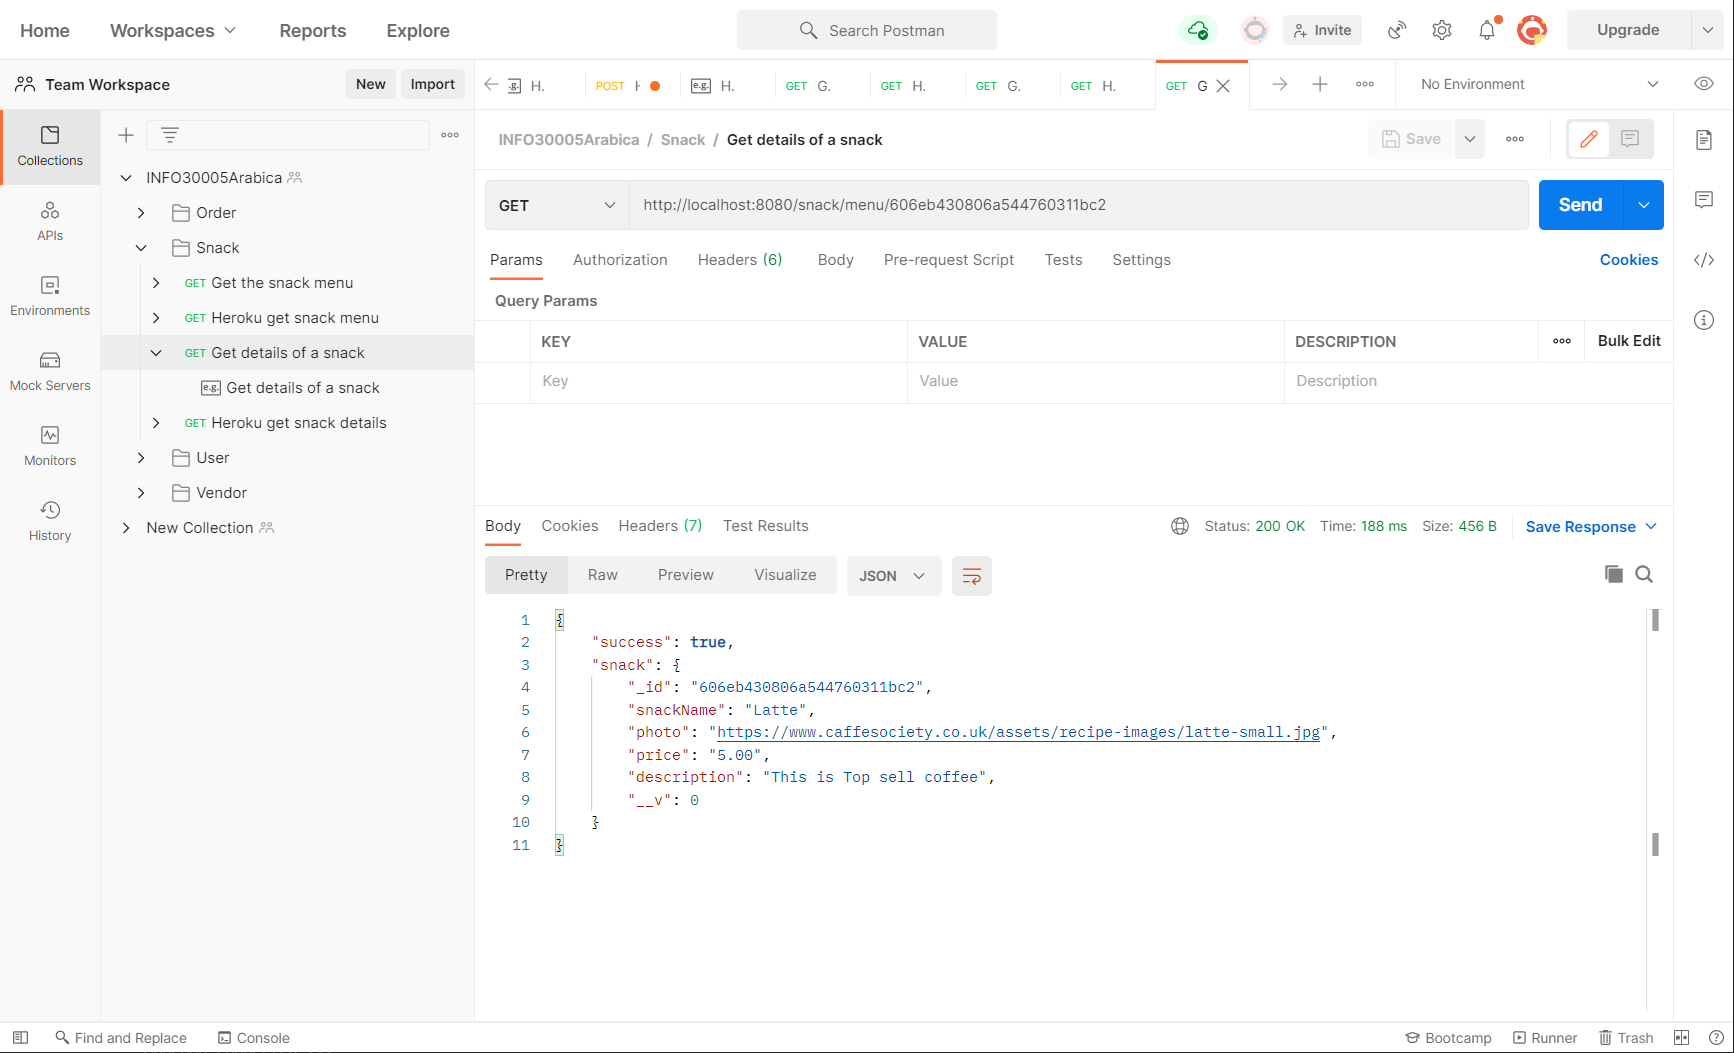 Home Workspaces Reports Explore Search Postman Invite Upgrade
Team Workspace New Import
.g. H. POST H e.g. H. GET G. GET H. GET G. GET H. GET G No Environment
Collections
APIs
Environments
Mock Servers
Monitors
History
INFO30005Arabica
Order
Snack
GET Get the snack menu
GET Heroku get snack menu
GET Get details of a snack
e.g. Get details of a snack
GET Heroku get snack details
User
Vendor
New Collection
INFO30005Arabica / Snack / Get details of a snack Save
GET http://localhost:8080/snack/menu/606eb430806a544760311bc2 Send
Params Authorization Headers (6) Body Pre-request Script Tests Settings Cookies
Query Params
KEY VALUE DESCRIPTION Bulk Edit
Key Value Description
Body Cookies Headers (7) Test Results Status: 200 OK Time: 188 ms Size: 456 B Save Response
Pretty Raw Preview Visualize JSON
1 {
2 "success": true,
3 "snack": {
4 "_id": "606eb430806a544760311bc2",
5 "snackName": "Latte",
6 "photo": "https://www.caffesociety.co.uk/assets/recipe-images/latte-small.jpg",
7 "price": "5.00",
8 "description": "This is Top sell coffee",
9 "__v": 0
10 }
11 }
Find and Replace Console Bootcamp Runner Trash